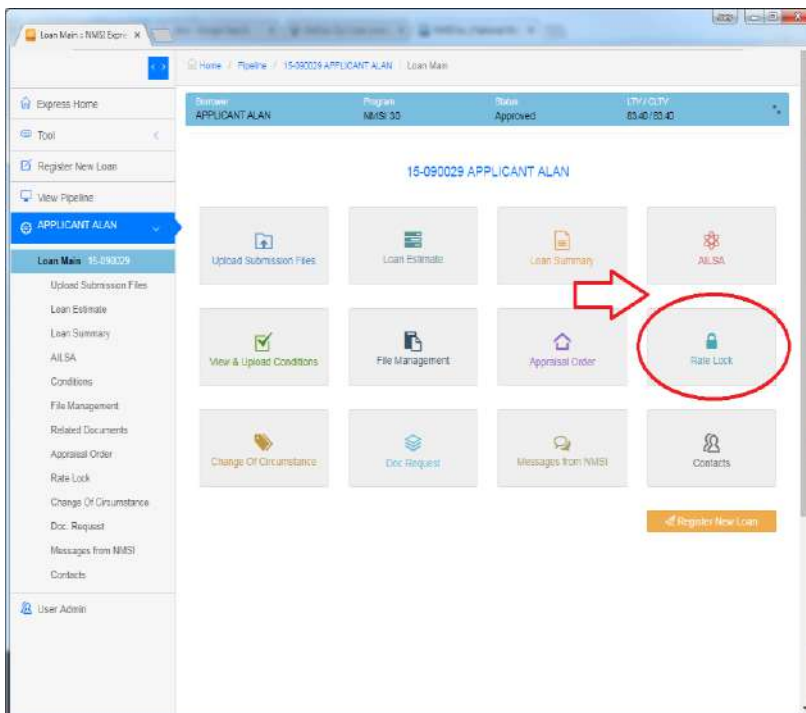 Loan Main : NMSI Expre
Home / Pipeline / 15-090029 APPLICANT ALAN / Loan Main
Express Home
Tool
Register New Loan
View Pipeline
APPLICANT ALAN
Loan Main 15-090029
Upload Submission Files
Loan Estimate
Loan Summary
AILSA
Conditions
File Management
Related Documents
Appraisal Order
Rate Lock
Change Of Circumstance
Doc. Request
Messages from NMSI
Contacts
User Admin
Borrower Program Status LTV / CLTV
APPLICANT ALAN NMSI 30 Approved 83.40 / 83.40
15-090029 APPLICANT ALAN
Upload Submission Files Loan Estimate Loan Summary AILSA
View & Upload Conditions File Management Appraisal Order Rate Lock
Change Of Circumstance Doc Request Messages from NMSI Contacts
Register New Loan